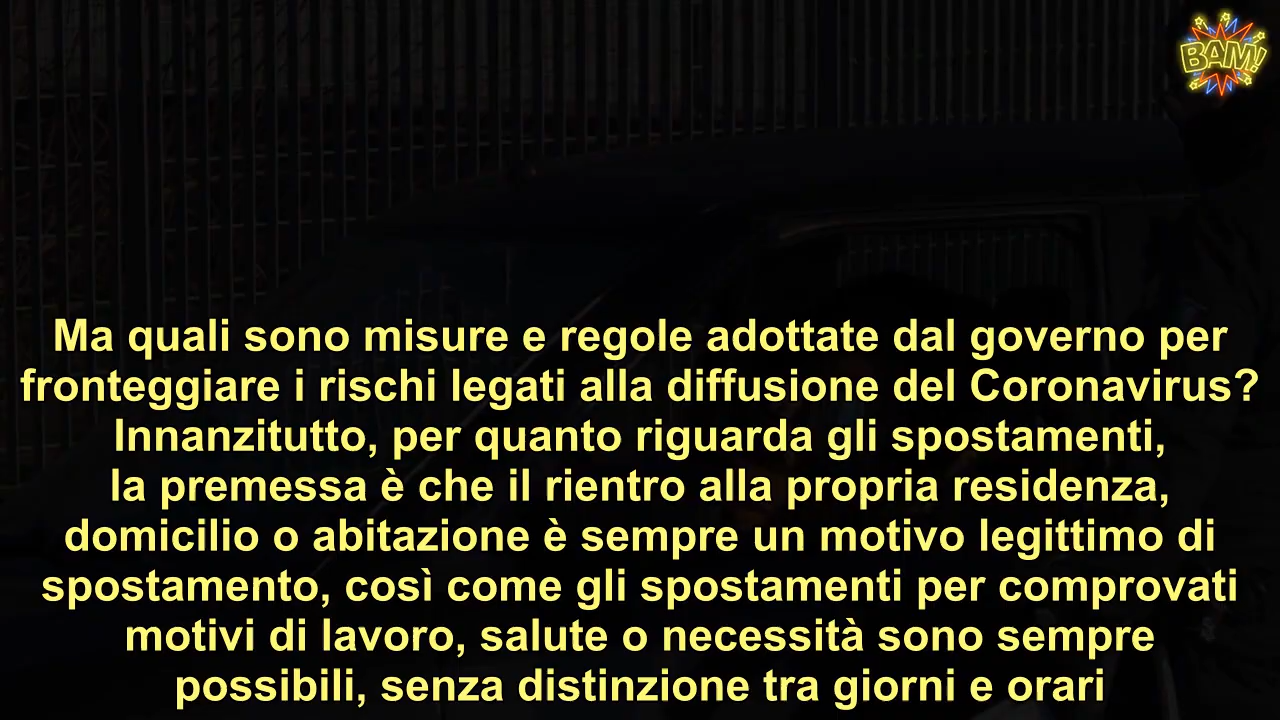 BAM!
Ma quali sono misure e regole adottate dal governo per
fronteggiare i rischi legati alla diffusione del Coronavirus?
Innanzitutto, per quanto riguarda gli spostamenti,
la premessa è che il rientro alla propria residenza,
domicilio o abitazione è sempre un motivo legittimo di
spostamento, così come gli spostamenti per comprovati
motivi di lavoro, salute o necessità sono sempre
possibili, senza distinzione tra giorni e orari